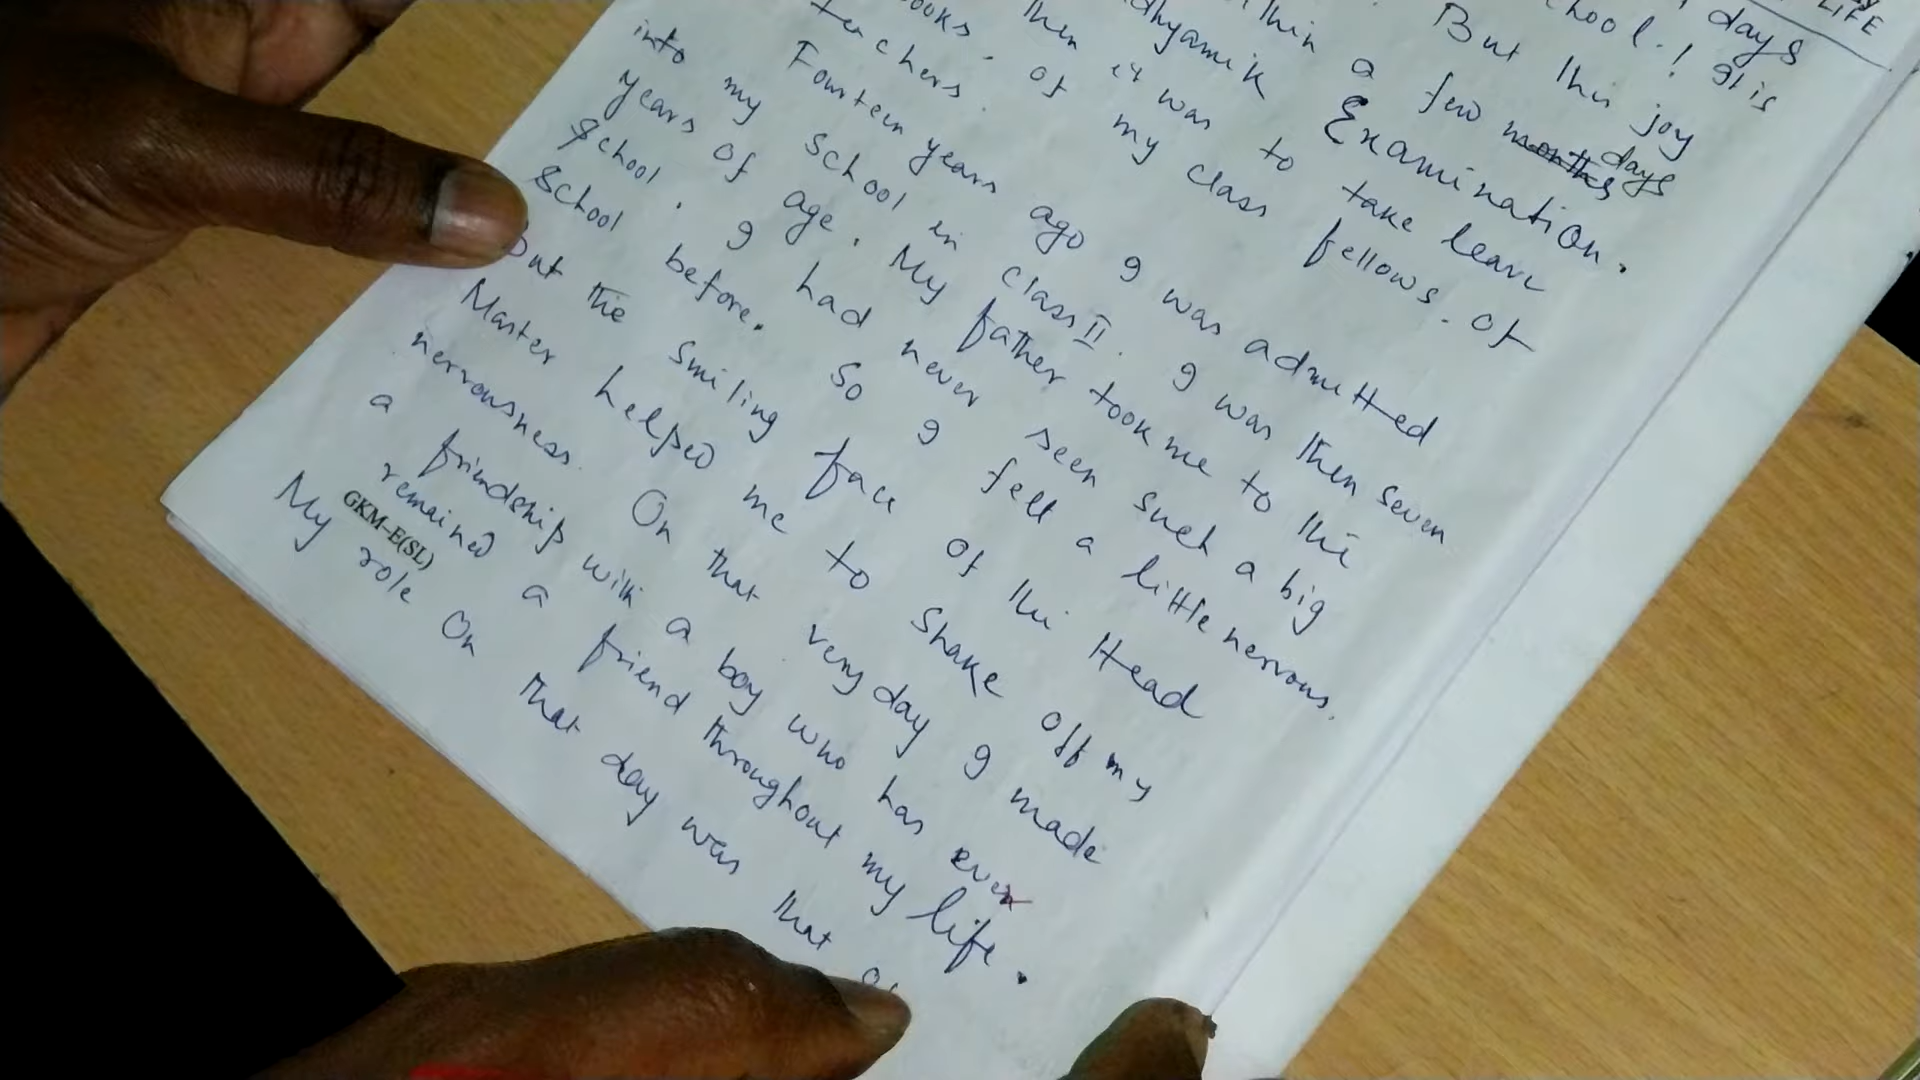 LIFE
days
school.! It is
But this joy
within a few months days
dhyamik Examination.
Then it was to take leave
books. of my class fellows. of
teachers.
Fourteen years ago I was admitted
into my school in class II. I was then seven
years of age. My father took me to the
school. I had never seen such a big
school before. So I felt a little nervous.
But the smiling face of the Head
Master helped me to shake off my
nervousness. On that very day I made
a friendship with a boy who has ever
remained a friend throughout my life.
GKM-E(SL)
My role on that day was that